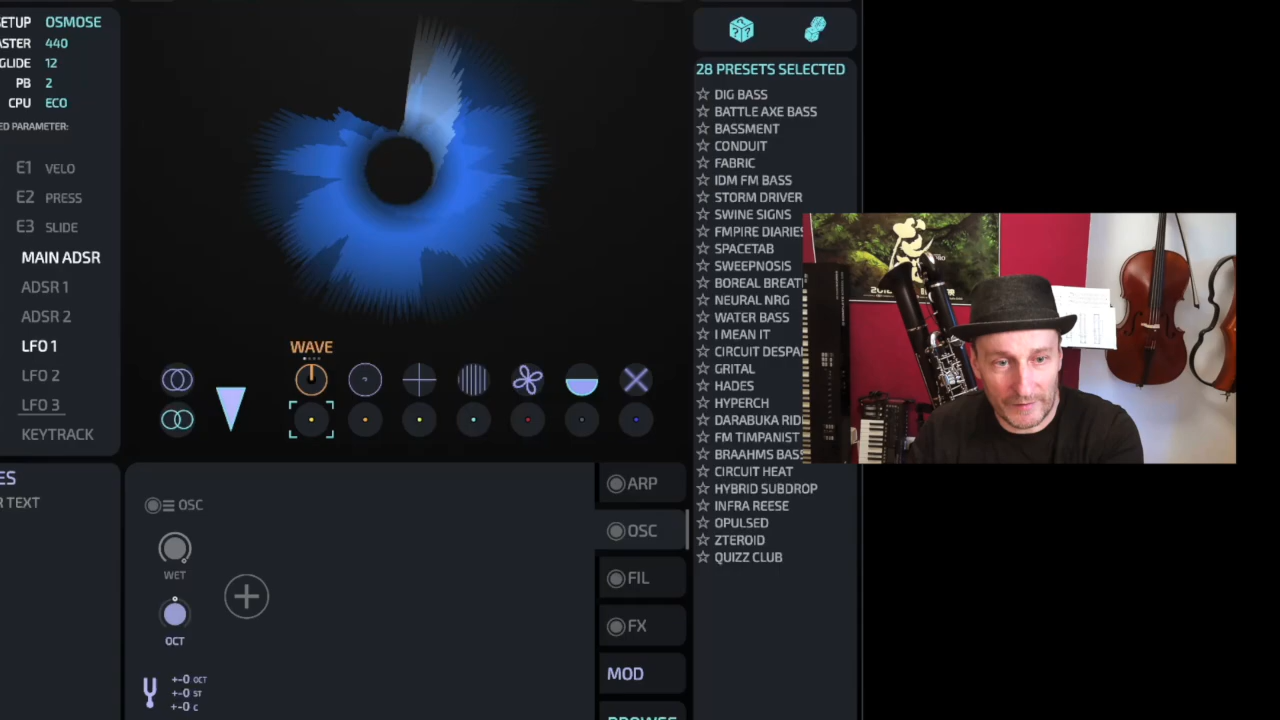 SETUP OSMOSE
ASTER 440
GLIDE 12
PB 2
CPU ECO
ED PARAMETER:
E1 VELO
E2 PRESS
E3 SLIDE
MAIN ADSR
ADSR 1
ADSR 2
LFO 1
LFO 2
LFO 3
KEYTRACK
ES
R TEXT
WAVE
OSC
WET
OCT
+-0 OCT
+-0 ST
+-0 C
ARP
OSC
FIL
FX
MOD
BROWSE
28 PRESETS SELECTED
DIG BASS
BATTLE AXE BASS
BASSMENT
CONDUIT
FABRIC
IDM FM BASS
STORM DRIVER
SWINE SIGNS
FMPIRE DIARIES
SPACETAB
SWEEPNOSIS
BOREAL BREAT
NEURAL NRG
WATER BASS
I MEAN IT
CIRCUIT DESPA
GRITAL
HADES
HYPERCH
DARABUKA RID
FM TIMPANIST
BRAAHMS BASS
CIRCUIT HEAT
HYBRID SUBDROP
INFRA REESE
OPULSED
ZTEROID
QUIZZ CLUB